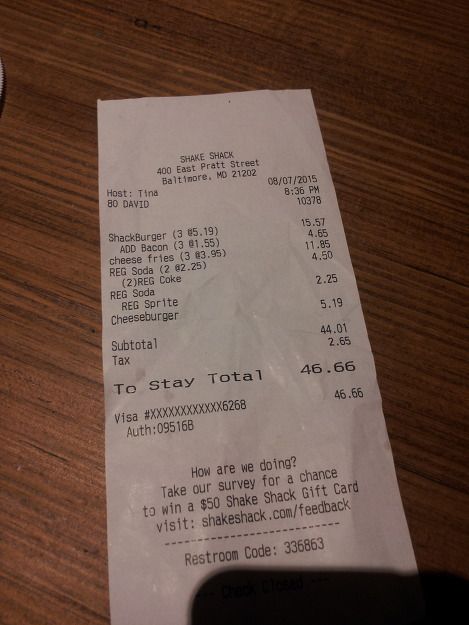 SHAKE SHACK
400 East Pratt Street
Baltimore, MD 21202
08/07/2015
Host: Tina 8:36 PM
80 DAVID 10378
ShackBurger (3 @5.19) 15.57
ADD Bacon (3 @1.55) 4.65
cheese fries (3 @3.95) 11.85
REG Soda (2 @2.25) 4.50
(2)REG Coke
REG Soda 2.25
REG Sprite
Cheeseburger 5.19
Subtotal 44.01
Tax 2.65
To Stay Total 46.66
Visa #XXXXXXXXXXXX6268 46.66
Auth:09516B
How are we doing?
Take our survey for a chance
to win a $50 Shake Shack Gift Card
visit: shakeshack.com/feedback
--------------------------------
Restroom Code: 336863
--- Check Closed ---